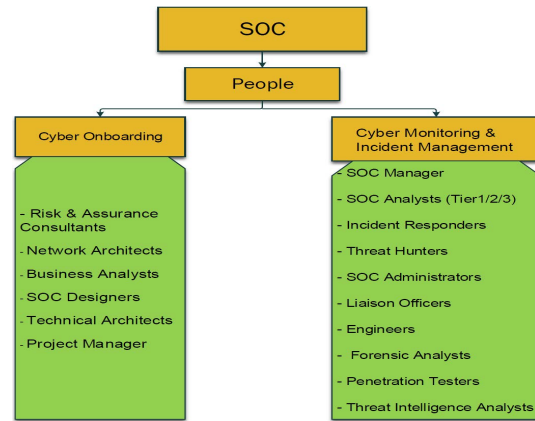 SOC
People
Cyber Onboarding
- Risk & Assurance
Consultants
- Network Architects
- Business Analysts
- SOC Designers
- Technical Architects
- Project Manager
Cyber Monitoring &
Incident Management
- SOC Manager
- SOC Analysts (Tier1/2/3)
- Incident Responders
- Threat Hunters
- SOC Administrators
- Liaison Officers
- Engineers
- Forensic Analysts
- Penetration Testers
- Threat Intelligence Analysts